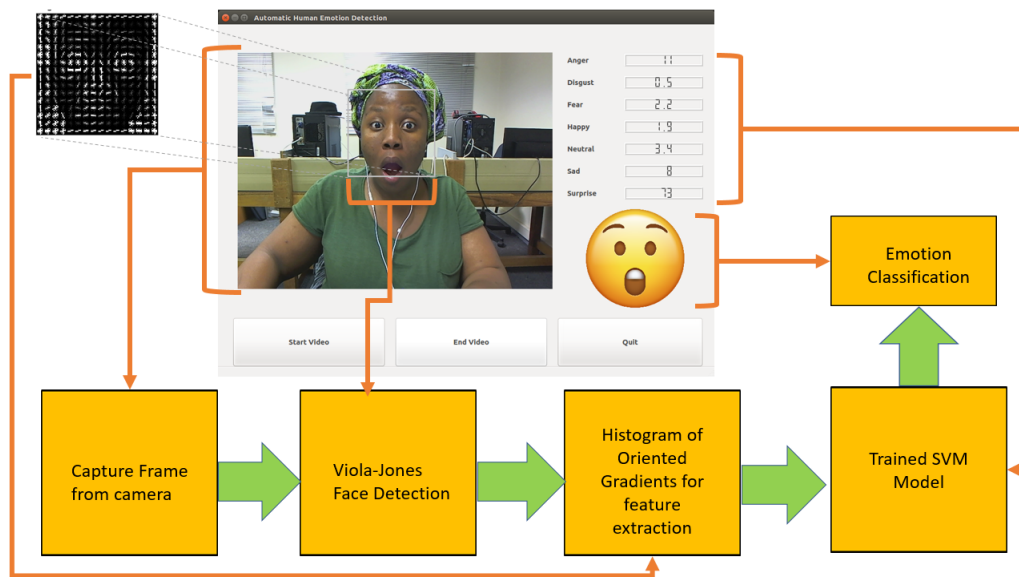 Automatic Human Emotion Detection
Anger 11
Disgust 0.5
Fear 2.2
Happy 1.9
Neutral 3.4
Sad 8
Surprise 73
Start Video
End Video
Quit
Emotion
Classification
Capture Frame
from camera
Viola-Jones
Face Detection
Histogram of
Oriented
Gradients for
feature
extraction
Trained SVM
Model